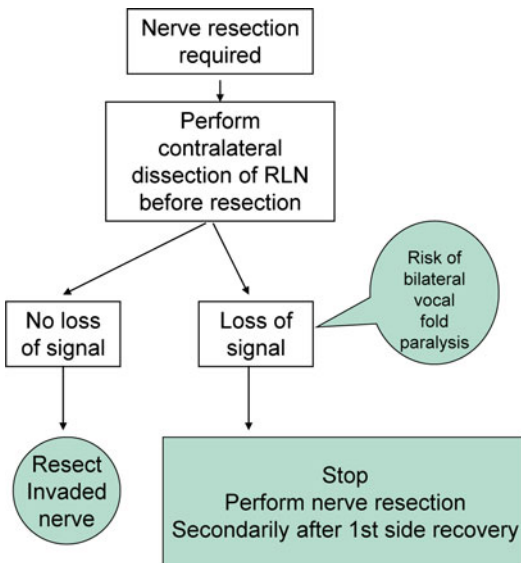 Nerve resection
required
Perform
contralateral
dissection of RLN
before resection
No loss
of signal
Loss of
signal
Risk of
bilateral
vocal
fold
paralysis
Resect
Invaded
nerve
Stop
Perform nerve resection
Secondarily after 1st side recovery